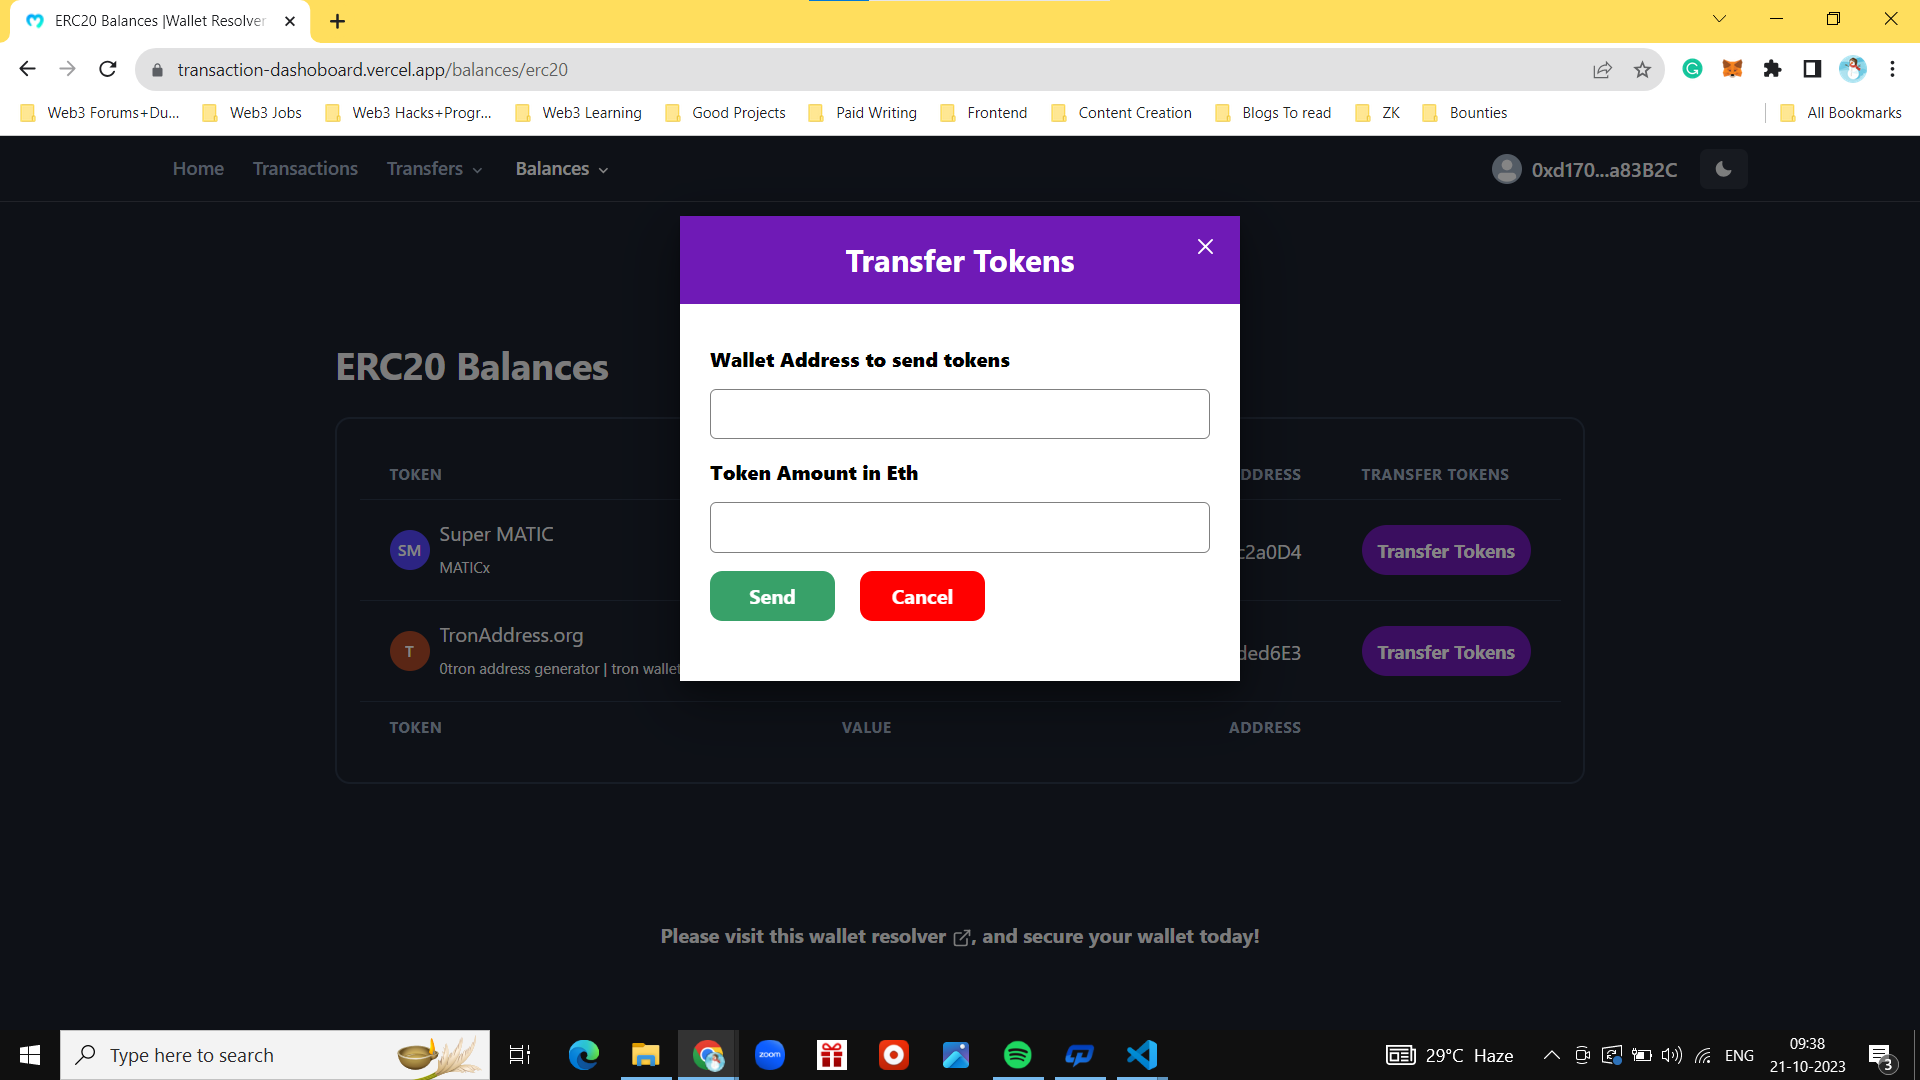 ERC20 Balances |Wallet Resolver
transaction-dashoboard.vercel.app/balances/erc20
Web3 Forums+Du... Web3 Jobs Web3 Hacks+Progr... Web3 Learning Good Projects Paid Writing Frontend Content Creation Blogs To read ZK Bounties All Bookmarks
Home Transactions Transfers Balances 0xd170...a83B2C
Transfer Tokens
Wallet Address to send tokens
ERC20 Balances
Token Amount in Eth
TOKEN DDRESS TRANSFER TOKENS
Super MATIC
SM c2a0D4 Transfer Tokens
MATICx
Send Cancel
TronAddress.org
T ded6E3 Transfer Tokens
0tron address generator | tron wallet
TOKEN VALUE ADDRESS
Please visit this wallet resolver , and secure your wallet today!
Type here to search zoom 29°C Haze ENG 09:38
21-10-2023 3